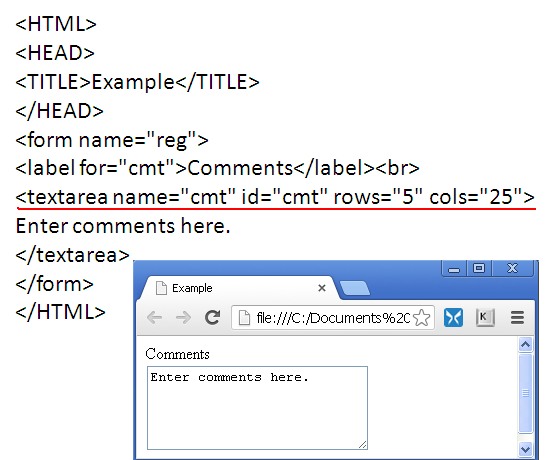 <HTML>
<HEAD>
<TITLE>Example</TITLE>
</HEAD>
<form name="reg">
<label for="cmt">Comments</label><br>
<textarea name="cmt" id="cmt" rows="5" cols="25">
Enter comments here.
</textarea>
</form>
</HTML>
Example
file:///C:/Documents%2C
K
Comments
Enter comments here.